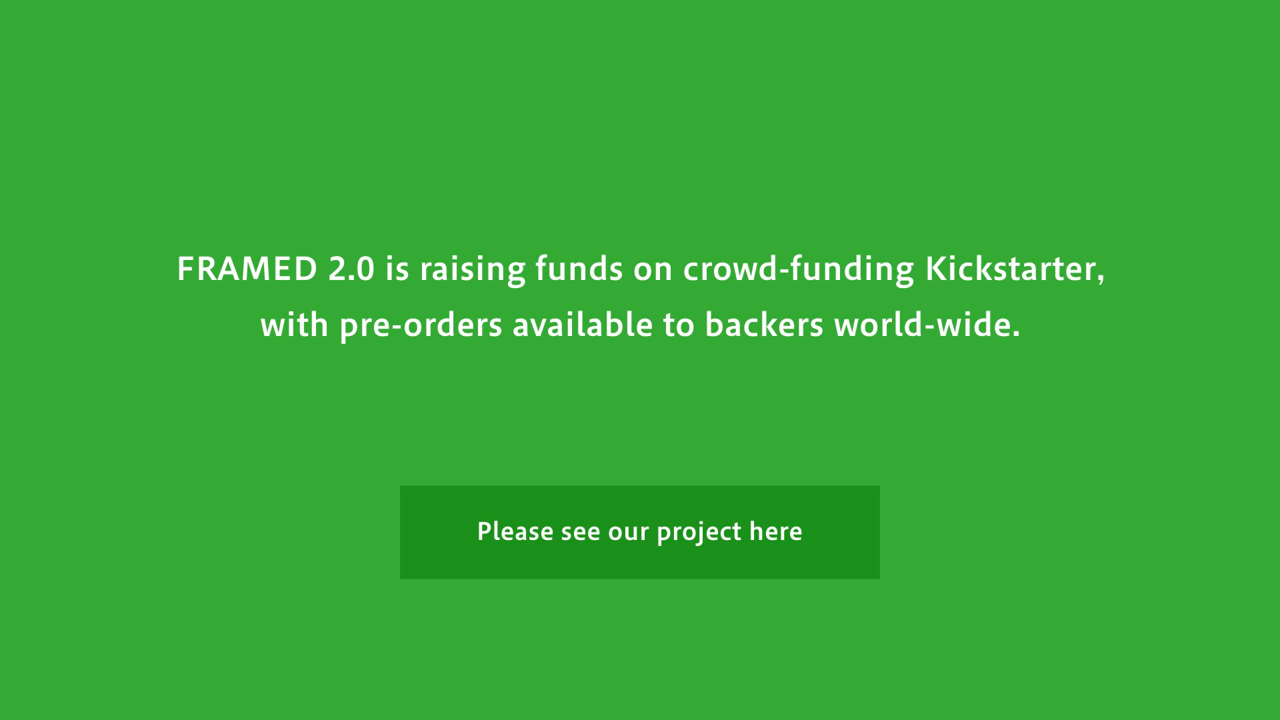 FRAMED 2.0 is raising funds on crowd-funding Kickstarter,
with pre-orders available to backers world-wide.
Please see our project here